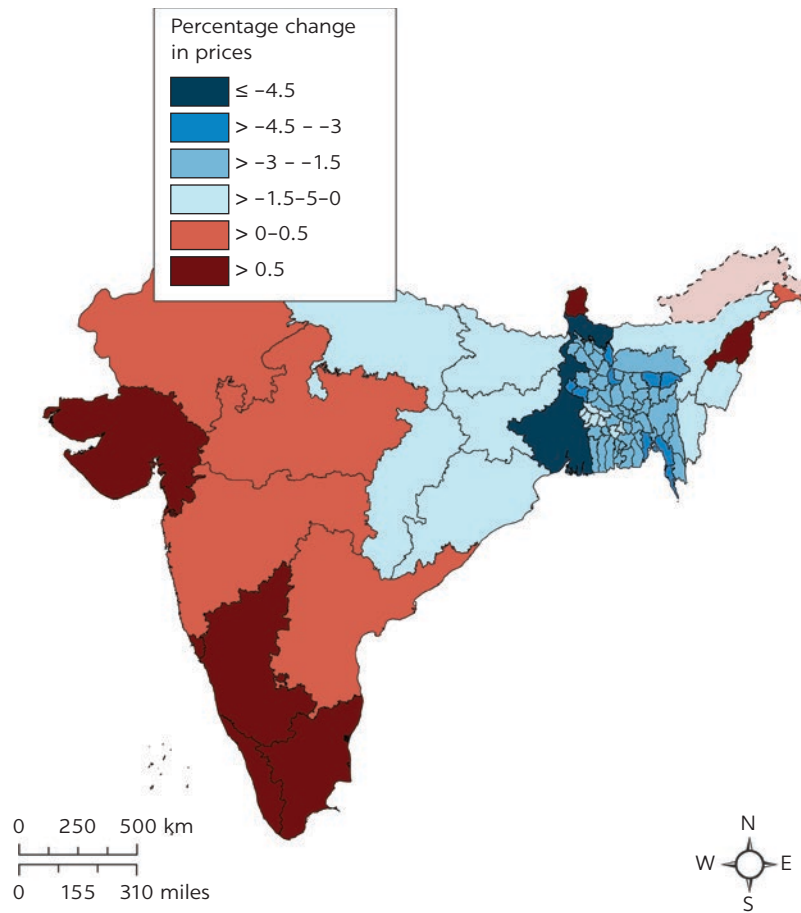 Percentage change
in prices
≤ –4.5
> –4.5 – –3
> –3 – –1.5
> –1.5–5–0
> 0–0.5
> 0.5
0 250 500 km
0 155 310 miles
N
W E
S